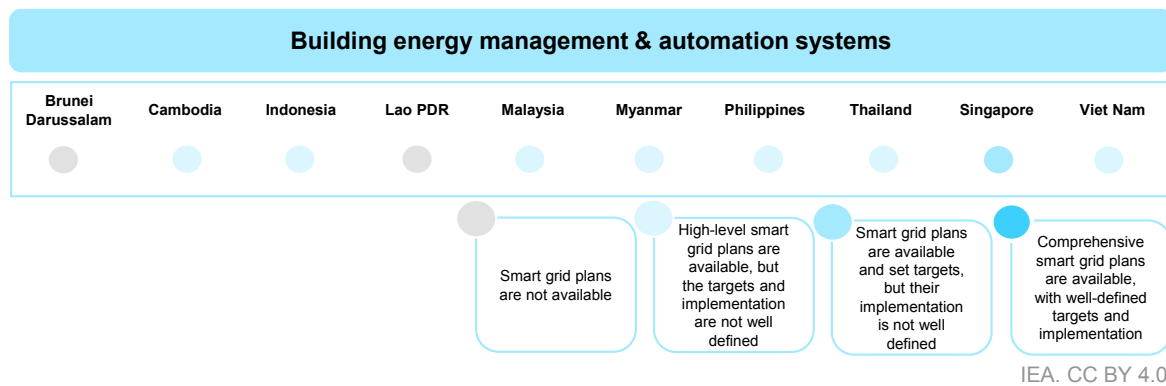 Building energy management & automation systems
Brunei
Darussalam
Cambodia
Indonesia
Lao PDR
Malaysia
Myanmar
Philippines
Thailand
Singapore
Viet Nam
Smart grid plans
are not available
High-level smart
grid plans are
available, but
the targets and
implementation
are not well
defined
Smart grid plans
are available
and set targets,
but their
implementation
is not well
defined
Comprehensive
smart grid plans
are available,
with well-defined
targets and
implementation
IEA. CC BY 4.0